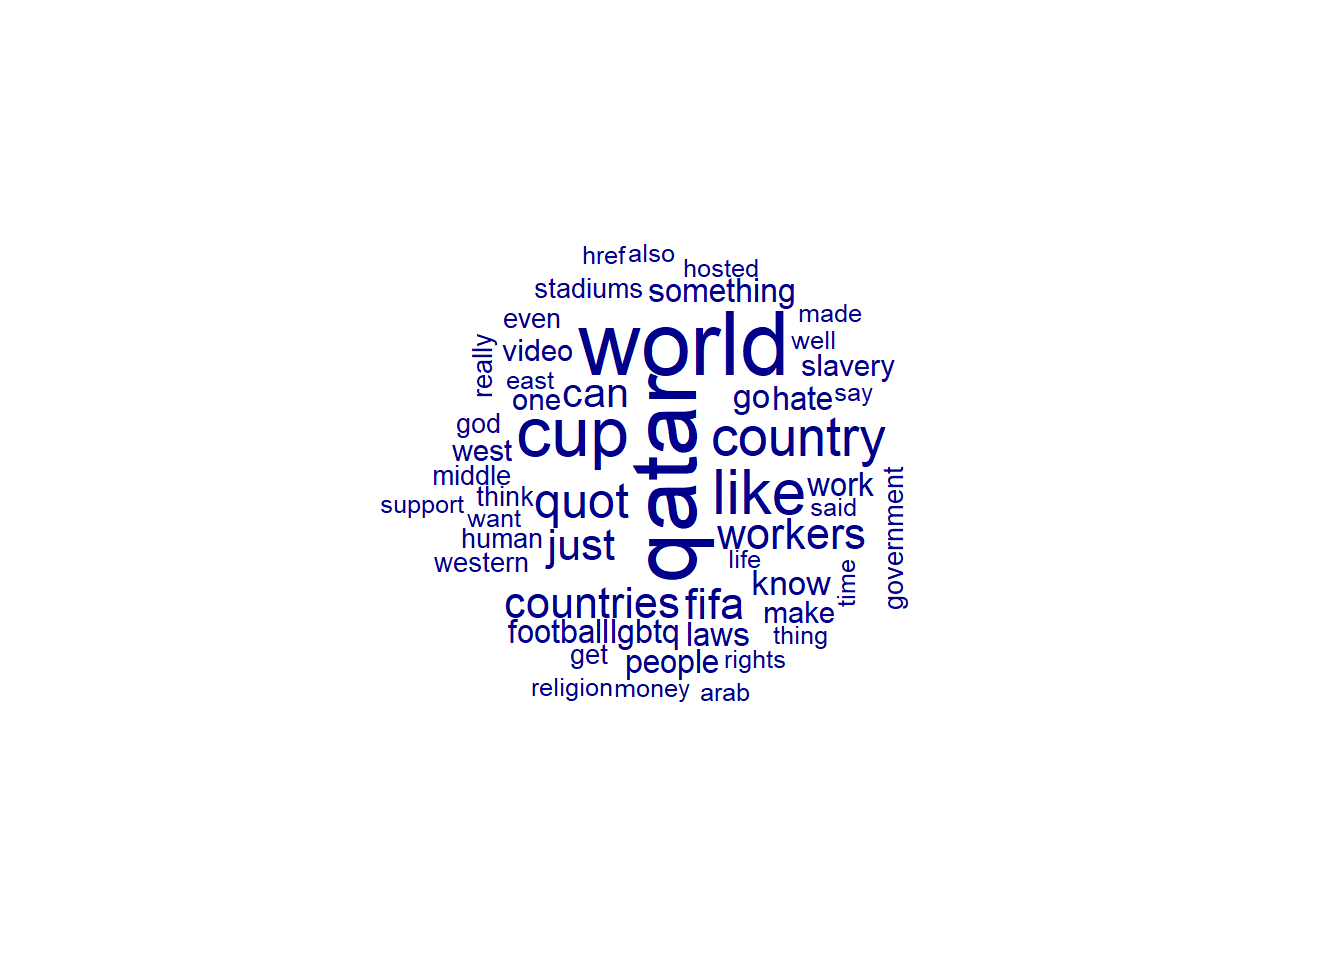 href also
hosted
stadiums something
made
even
world
well
really
video
slavery
east
one can
go hate say
god
cup
qatar
country
west
middle
like work
support
think quot
said
government
want
workers
human
just
western
life
know
time
countries fifa
make
football lgbtq laws
thing
get
people rights
religion money arab